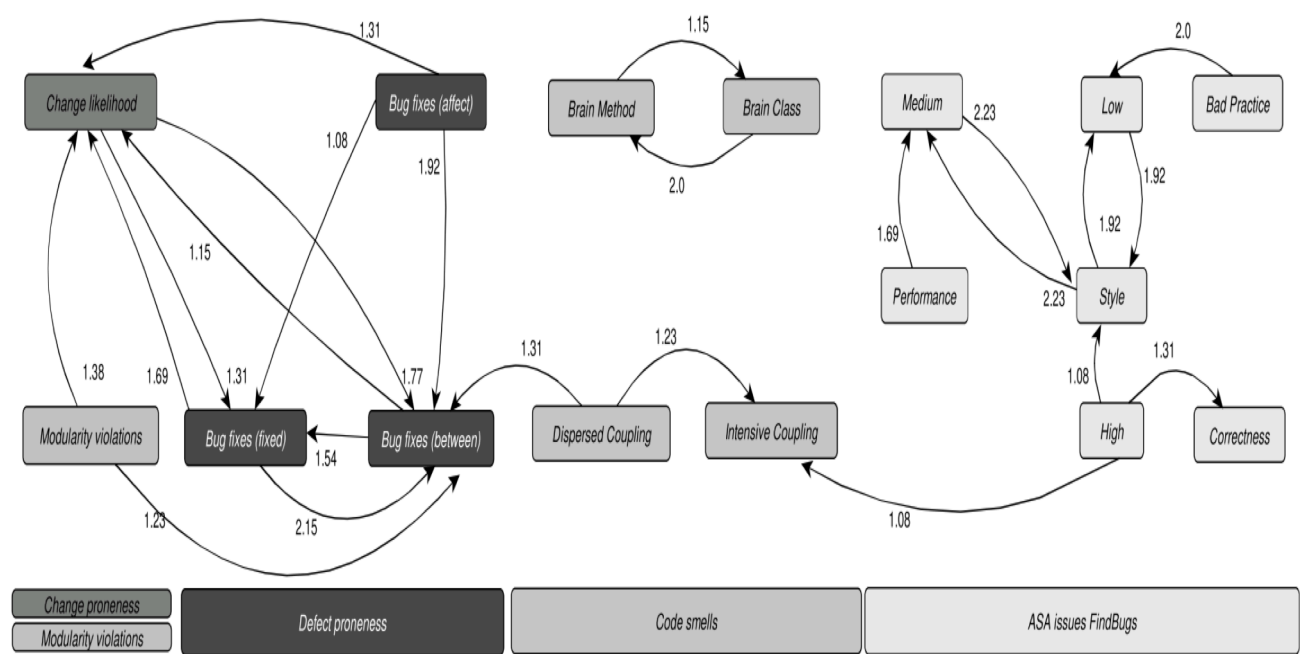 1.31
1.15
2.0
Change likelihood
Bug fixes (affect)
Brain Method
Brain Class
Medium
Low
Bad Practice
2.23
1.08
1.92
2.0
1.92
1.15
1.69
1.92
Performance
2.23
Style
1.38
1.69
1.31
1.77
1.31
1.23
1.08
1.31
Modularity violations
Bug fixes (fixed)
1.54
Bug fixes (between)
Dispersed Coupling
Intensive Coupling
High
Correctness
1.23
2.15
1.08
Change proneness
Modularity violations
Defect proneness
Code smells
ASA issues FindBugs